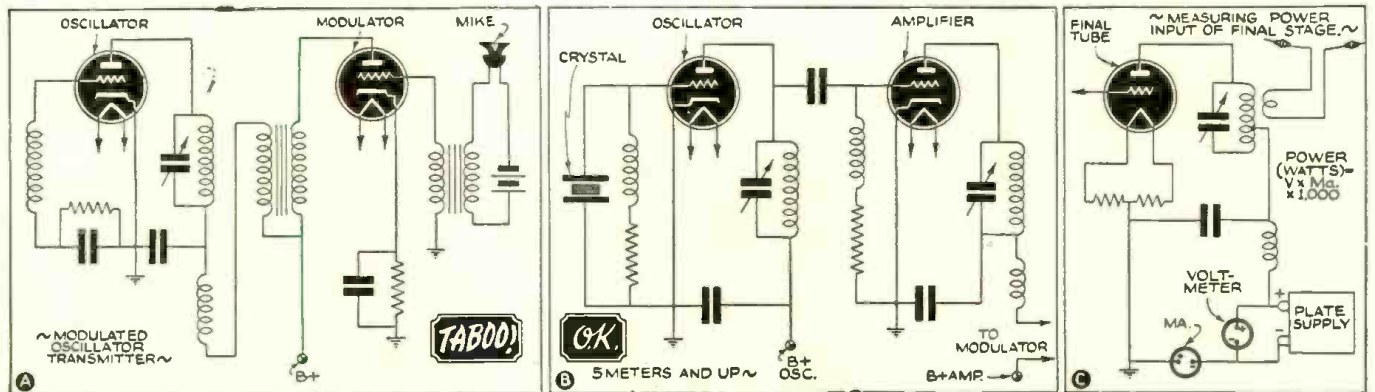 OSCILLATOR
MODULATOR
MIKE
~ MODULATED
OSCILLATOR
TRANSMITTER ~
B+
TABOO!
A
CRYSTAL
OSCILLATOR
AMPLIFIER
OK.
5 METERS AND UP ~
B+
OSC.
TO
MODULATOR
B+ AMP.
B
FINAL
TUBE
~ MEASURING POWER
INPUT OF FINAL STAGE. ~
POWER
(WATTS) =
V x Ma.
x 1,000
VOLT-
METER
MA.
+
-
PLATE
SUPPLY
C